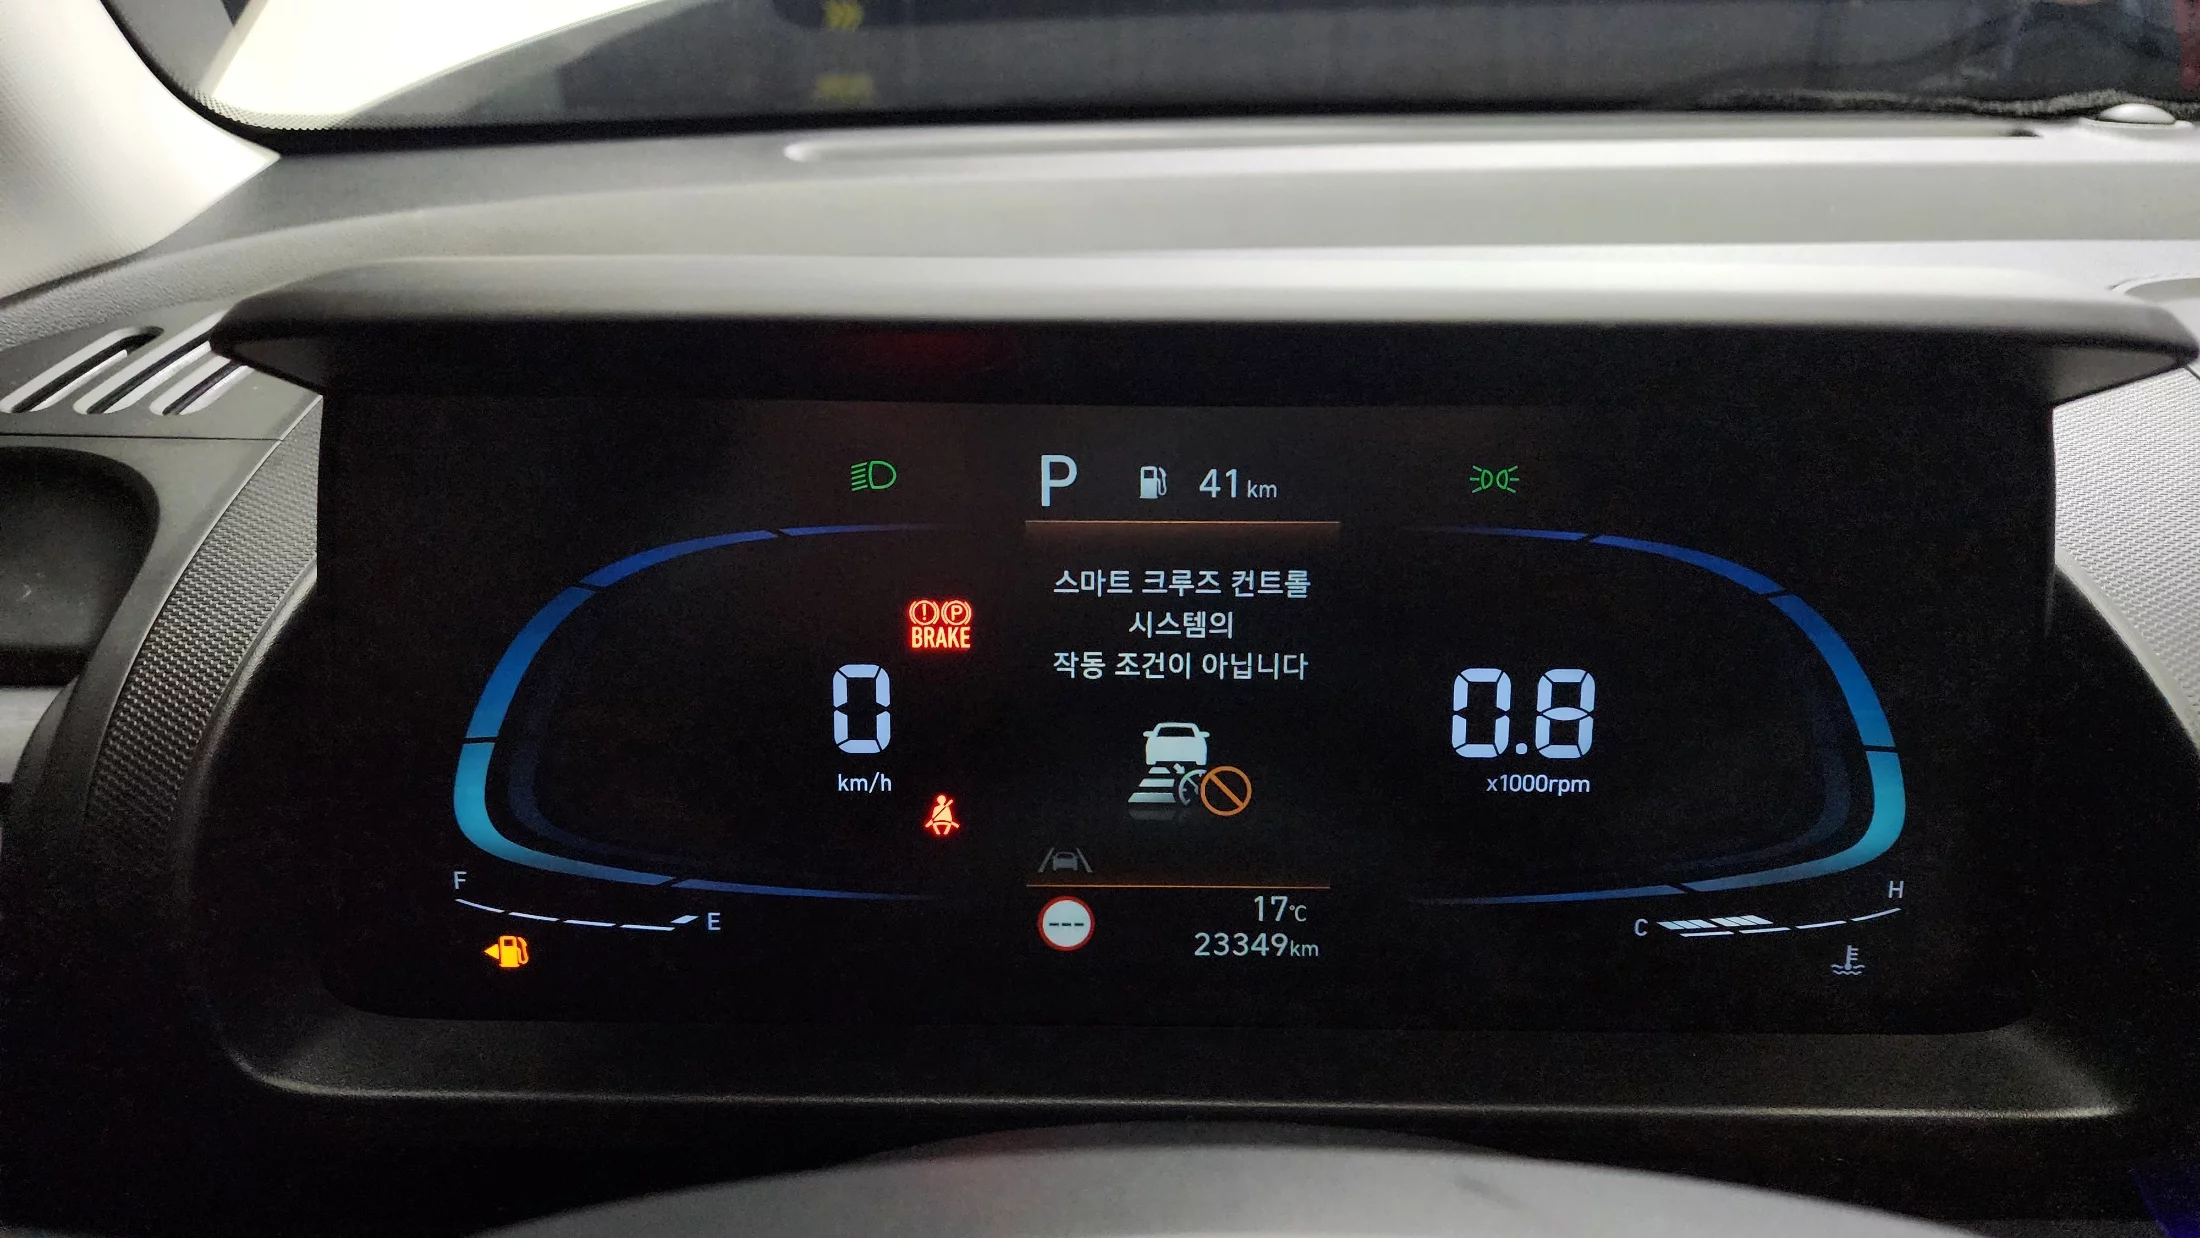 P 41 km
스마트 크루즈 컨트롤
시스템의
작동 조건이 아닙니다
(!) (P)
BRAKE
0
km/h
0.8
x1000rpm
F
E
C
H
---
17℃
23349km